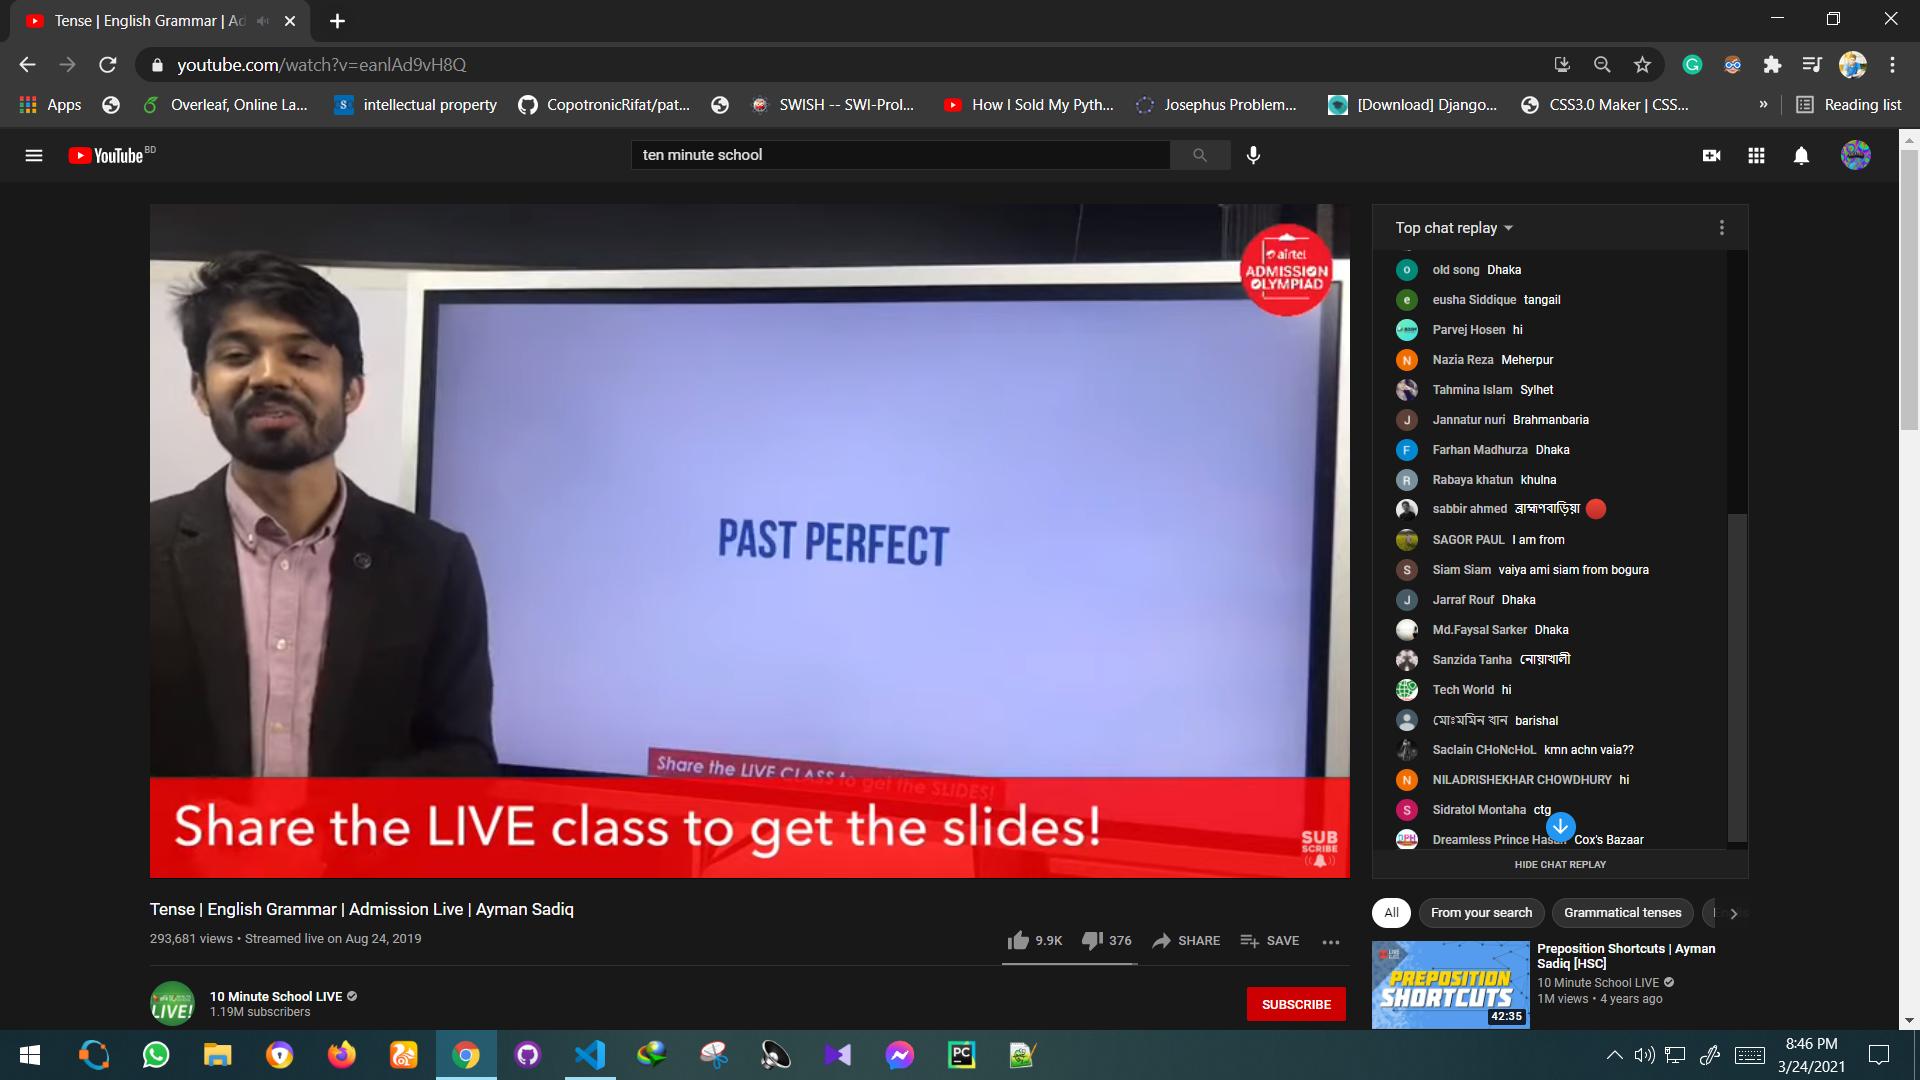 Tense | English Grammar | Ad
youtube.com/watch?v=eanlAd9vH8Q
Apps
Overleaf, Online La...
intellectual property
CopotronicRifat/pat...
SWISH -- SWI-Prol...
How I Sold My Pyth...
Josephus Problem...
[Download] Django...
CSS3.0 Maker | CSS...
»
Reading list
YouTube BD
ten minute school
airtel
ADMISSION
OLYMPIAD
PAST PERFECT
Share the LIVE CLASS to get the SLIDES!
Share the LIVE class to get the slides!
SUB
SCRIBE
Top chat replay
old song Dhaka
eusha Siddique tangail
Parvej Hosen hi
Nazia Reza Meherpur
Tahmina Islam Sylhet
Jannatur nuri Brahmanbaria
Farhan Madhurza Dhaka
Rabaya khatun khulna
sabbir ahmed ব্রাহ্মণবাড়িয়া
SAGOR PAUL I am from
Siam Siam vaiya ami siam from bogura
Jarraf Rouf Dhaka
Md.Faysal Sarker Dhaka
Sanzida Tanha নোয়াখালী
Tech World hi
মোঃমমিন খান barishal
Saclain CHoNcHoL kmn achn vaia??
NILADRISHEKHAR CHOWDHURY hi
Sidratol Montaha ctg
Dreamless Prince Hasan Cox's Bazaar
HIDE CHAT REPLAY
Tense | English Grammar | Admission Live | Ayman Sadiq
293,681 views • Streamed live on Aug 24, 2019
9.9K
376
SHARE
SAVE
10 Minute School LIVE
1.19M subscribers
SUBSCRIBE
LIVE!
All
From your search
Grammatical tenses
PREPOSITION
SHORTCUTS
42:35
Preposition Shortcuts | Ayman
Sadiq [HSC]
10 Minute School LIVE
1M views • 4 years ago
8:46 PM
3/24/2021